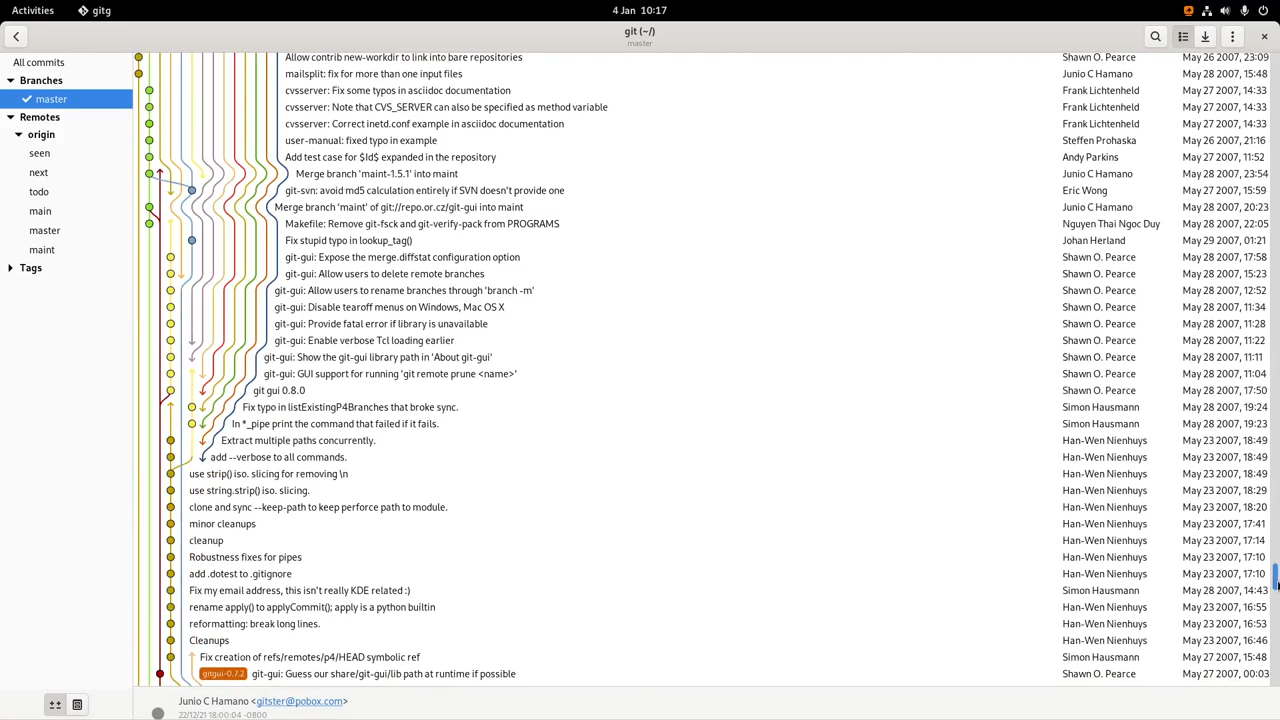 Activities gitg 4 Jan 10:17
git (~/)
master
All commits
Branches
master
Remotes
origin
seen
next
todo
main
master
maint
Tags
Allow contrib new-workdir to link into bare repositories Shawn O. Pearce May 26 2007, 23:09
mailsplit: fix for more than one input files Junio C Hamano May 28 2007, 15:48
cvsserver: Fix some typos in asciidoc documentation Frank Lichtenheld May 27 2007, 14:33
cvsserver: Note that CVS_SERVER can also be specified as method variable Frank Lichtenheld May 27 2007, 14:33
cvsserver: Correct inetd.conf example in asciidoc documentation Frank Lichtenheld May 27 2007, 14:33
user-manual: fixed typo in example Steffen Prohaska May 26 2007, 21:16
Add test case for $Id$ expanded in the repository Andy Parkins May 27 2007, 11:52
Merge branch 'maint-1.5.1' into maint Junio C Hamano May 28 2007, 23:54
git-svn: avoid md5 calculation entirely if SVN doesn't provide one Eric Wong May 27 2007, 15:59
Merge branch 'maint' of git://repo.or.cz/git-gui into maint Junio C Hamano May 28 2007, 20:23
Makefile: Remove git-fsck and git-verify-pack from PROGRAMS Nguyen Thai Ngoc Duy May 28 2007, 22:05
Fix stupid typo in lookup_tag() Johan Herland May 29 2007, 01:21
git-gui: Expose the merge.diffstat configuration option Shawn O. Pearce May 28 2007, 17:58
git-gui: Allow users to delete remote branches Shawn O. Pearce May 28 2007, 15:23
git-gui: Allow users to rename branches through 'branch -m' Shawn O. Pearce May 28 2007, 12:52
git-gui: Disable tearoff menus on Windows, Mac OS X Shawn O. Pearce May 28 2007, 11:34
git-gui: Provide fatal error if library is unavailable Shawn O. Pearce May 28 2007, 11:28
git-gui: Enable verbose Tcl loading earlier Shawn O. Pearce May 28 2007, 11:22
git-gui: Show the git-gui library path in 'About git-gui' Shawn O. Pearce May 28 2007, 11:11
git-gui: GUI support for running 'git remote prune <name>' Shawn O. Pearce May 28 2007, 11:04
git gui 0.8.0 Shawn O. Pearce May 28 2007, 17:50
Fix typo in listExistingP4Branches that broke sync. Simon Hausmann May 28 2007, 19:24
In *_pipe print the command that failed if it fails. Simon Hausmann May 28 2007, 19:23
Extract multiple paths concurrently. Han-Wen Nienhuys May 23 2007, 18:49
add --verbose to all commands. Han-Wen Nienhuys May 23 2007, 18:49
use strip() iso. slicing for removing \n Han-Wen Nienhuys May 23 2007, 18:49
use string.strip() iso. slicing. Han-Wen Nienhuys May 23 2007, 18:29
clone and sync --keep-path to keep perforce path to module. Han-Wen Nienhuys May 23 2007, 18:20
minor cleanups Han-Wen Nienhuys May 23 2007, 17:41
cleanup Han-Wen Nienhuys May 23 2007, 17:14
Robustness fixes for pipes Han-Wen Nienhuys May 23 2007, 17:10
add .dotest to .gitignore Han-Wen Nienhuys May 23 2007, 17:10
Fix my email address, this isn't really KDE related :) Simon Hausmann May 28 2007, 14:43
rename apply() to applyCommit(); apply is a python builtin Han-Wen Nienhuys May 23 2007, 16:55
reformatting: break long lines. Han-Wen Nienhuys May 23 2007, 16:53
Cleanups Han-Wen Nienhuys May 23 2007, 16:46
Fix creation of refs/remotes/p4/HEAD symbolic ref Simon Hausmann May 27 2007, 15:48
gitgui-0.7.2 git-gui: Guess our share/git-gui/lib path at runtime if possible Shawn O. Pearce May 27 2007, 00:03
Junio C Hamano <gitster@pobox.com>
22/12/21 18:00:04 -0800